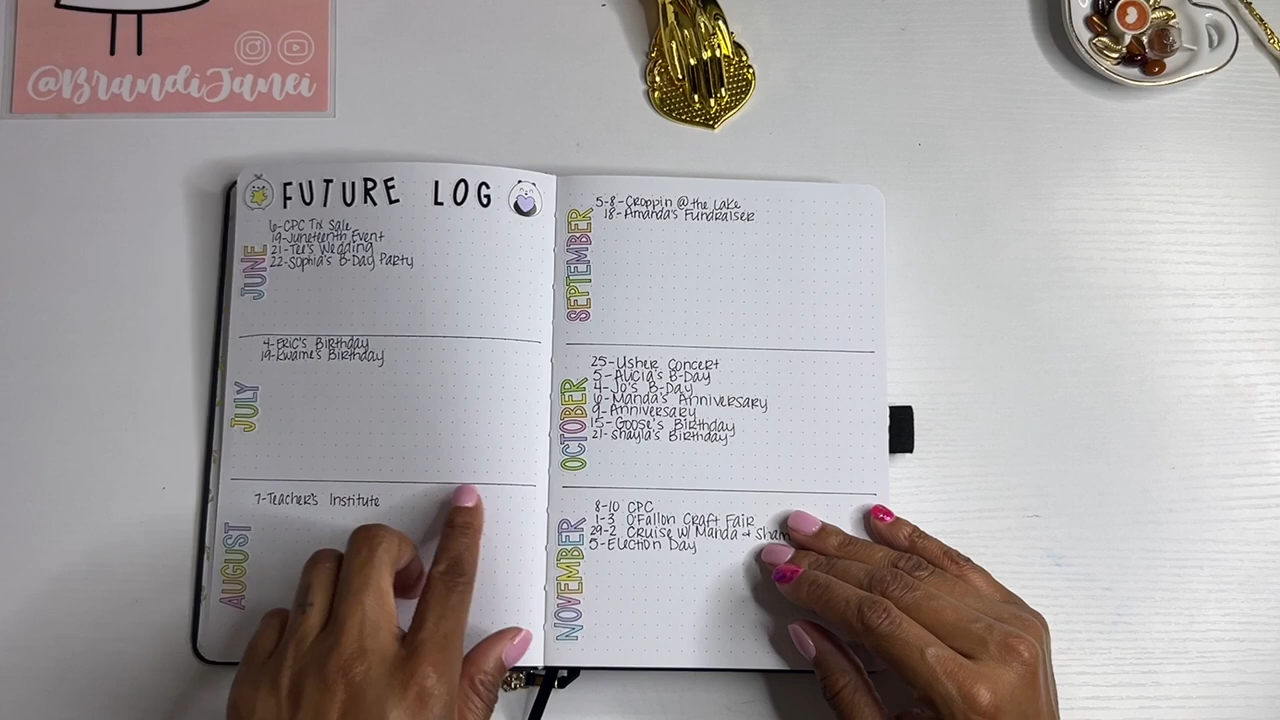 @BrandiJanei
FUTURE LOG
JUNE
6-CPC Tix Sale
19-Juneteenth Event
21-Tee's Wedding
22-Sophia's B-Day Party
JULY
4-Eric's Birthday
19-Kwaine's Birthday
AUGUST
7-Teacher's Institute
SEPTEMBER
5-8-Croppin @ the Lake
18-Amanda's Fundraiser
OCTOBER
25-Usher Concert
5-Alicia's B-Day
4-Jo's B-Day
6-Manda's Anniversary
9-Anniversary
15-Goose's Birthday
21-Shayla's Birthday
NOVEMBER
8-10 CPC
1-3 O'Fallon Craft Fair
29-2 Cruise w/ Manda & Sham
5-Election Day